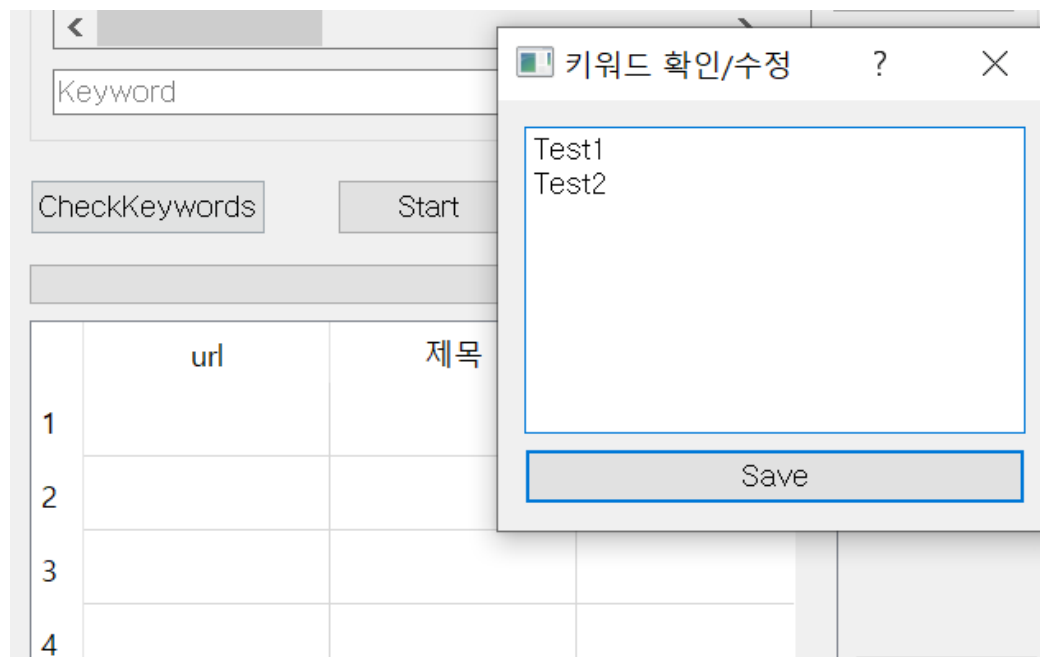 키워드 확인/수정
?
Keyword
Test1
Test2
CheckKeywords
Start
Save
url
제목
1
2
3
4